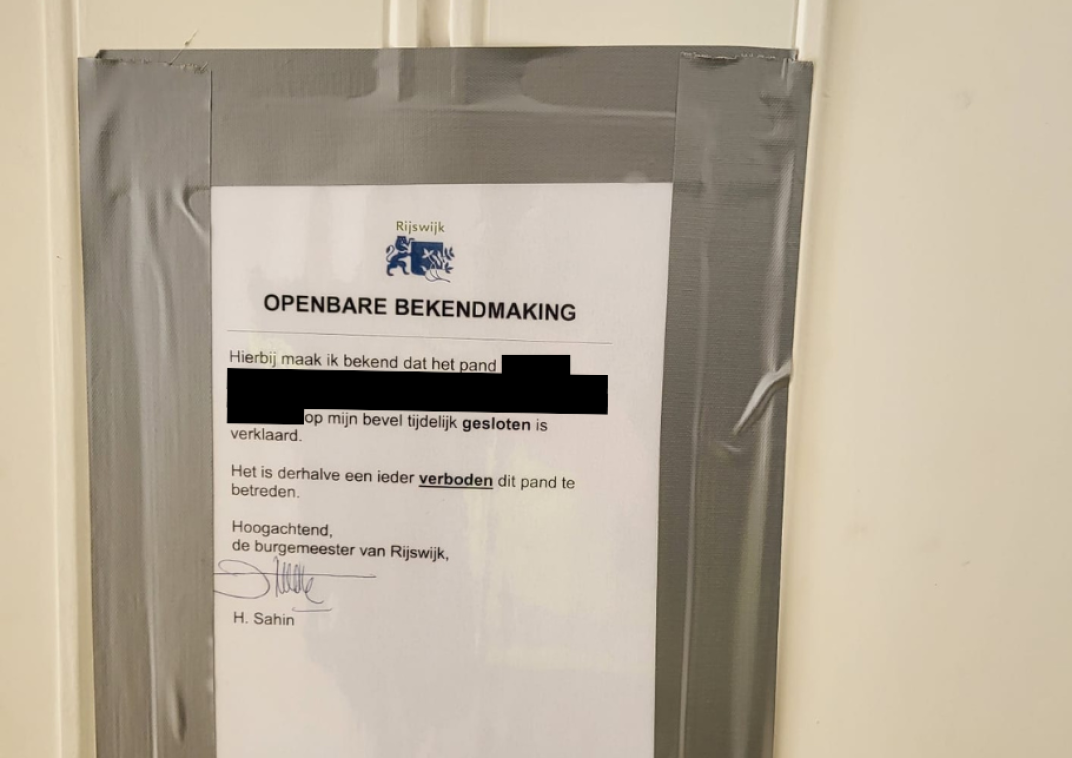 Rijswijk
OPENBARE BEKENDMAKING
Hierbij maak ik bekend dat het pand
op mijn bevel tijdelijk gesloten is
verklaard.
Het is derhalve een ieder verboden dit pand te
betreden.
Hoogachtend,
de burgemeester van Rijswijk,
H. Sahin